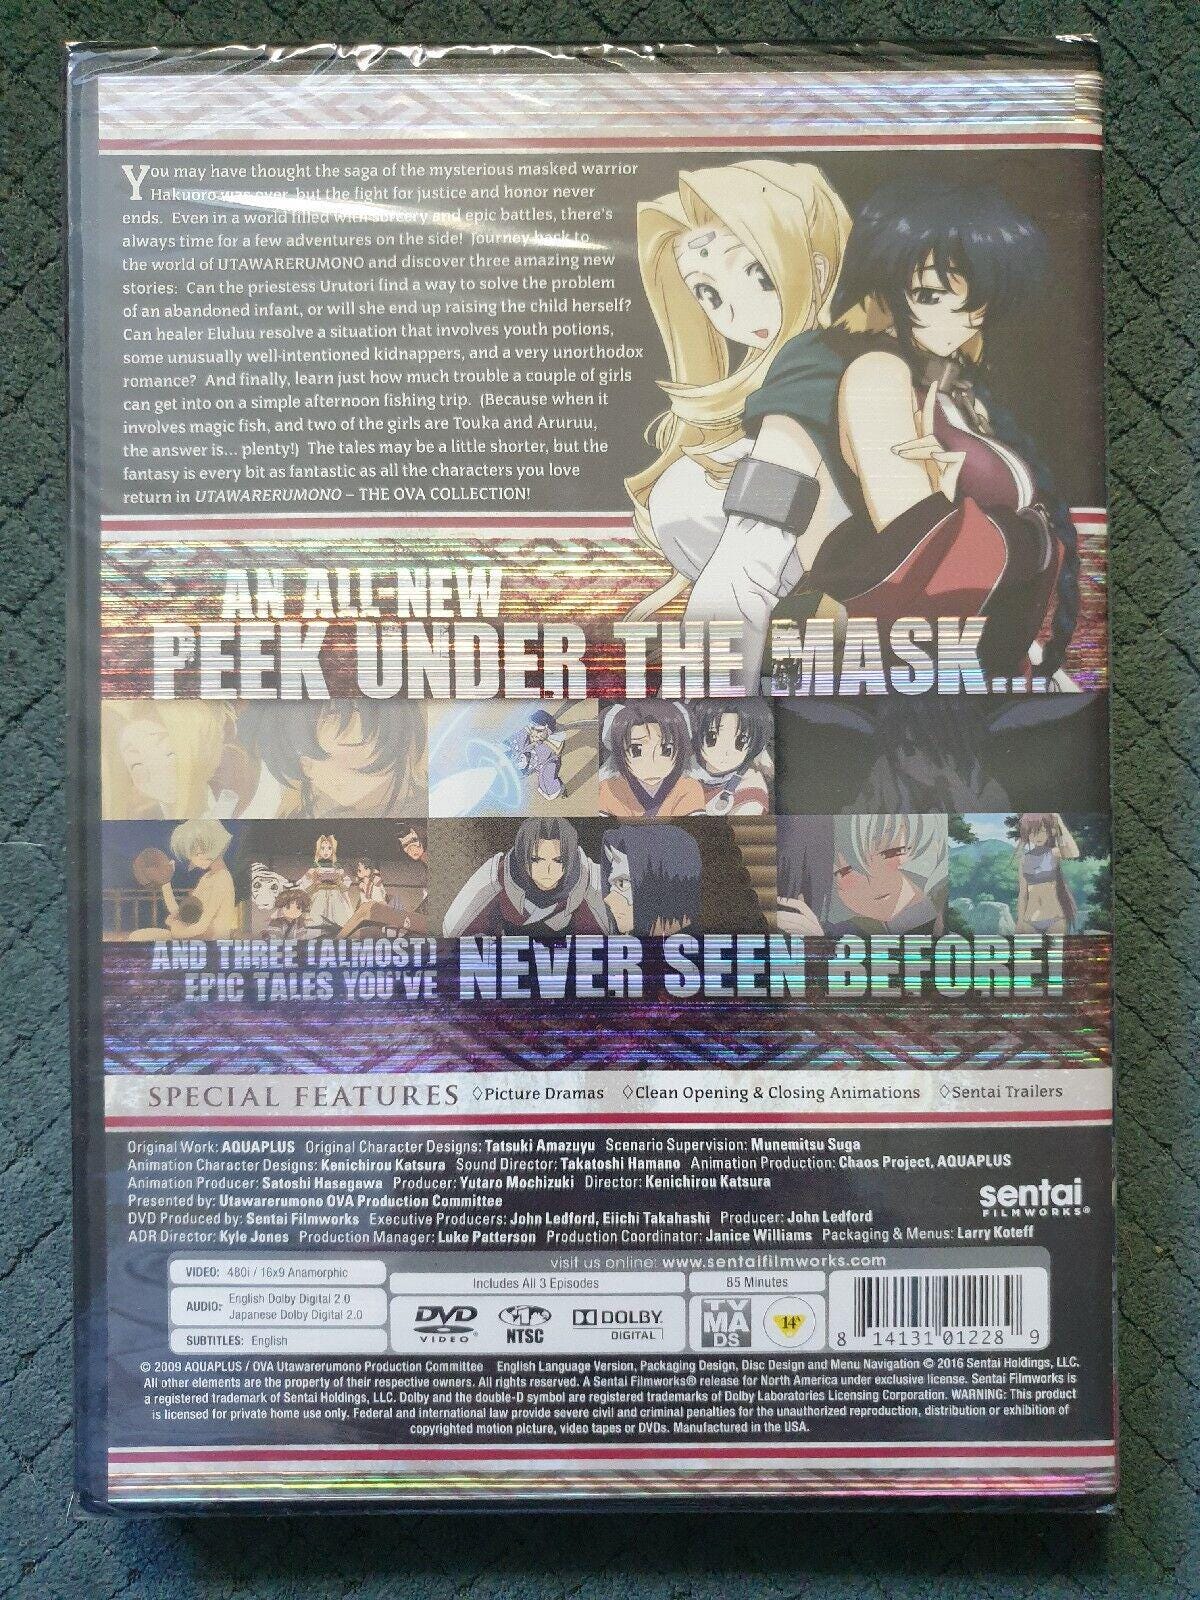 You may have thought the saga of the mysterious masked warrior
Hakuoro was over, but the fight for justice and honor never
ends. Even in a world filled with sorcery and epic battles, there's
always time for a few adventures on the side! Journey back to
the world of UTAWARERUMONO and discover three amazing new
stories: Can the priestess Urutori find a way to solve the problem
of an abandoned infant, or will she end up raising the child herself?
Can healer Eluluu resolve a situation that involves youth potions,
some unusually well-intentioned kidnappers, and a very unorthodox
romance? And finally, learn just how much trouble a couple of girls
can get into on a simple afternoon fishing trip. (Because when it
involves magic fish, and two of the girls are Touka and Aruruu,
the answer is... plenty!) The tales may be a little shorter, but the
fantasy is every bit as fantastic as all the characters you love
return in UTAWARERUMONO – THE OVA COLLECTION!
AN ALL-NEW
PEEK UNDER THE MASK...
AND THREE (ALMOST)
EPIC TALES YOU'VE NEVER SEEN BEFORE!
SPECIAL FEATURES ◊Picture Dramas ◊Clean Opening & Closing Animations ◊Sentai Trailers
Original Work: AQUAPLUS Original Character Designs: Tatsuki Amazuyu Scenario Supervision: Munemitsu Suga
Animation Character Designs: Kenichirou Katsura Sound Director: Takatoshi Hamano Animation Production: Chaos Project, AQUAPLUS
Animation Producer: Satoshi Hasegawa Producer: Yutaro Mochizuki Director: Kenichirou Katsura
Presented by: Utawarerumono OVA Production Committee
DVD Produced by: Sentai Filmworks Executive Producers: John Ledford, Eiichi Takahashi Producer: John Ledford
ADR Director: Kyle Jones Production Manager: Luke Patterson Production Coordinator: Janice Williams Packaging & Menus: Larry Koteff
sentai
FILMWORKS®
visit us online: www.sentaifilmworks.com
VIDEO: 480i / 16x9 Anamorphic
AUDIO: English Dolby Digital 2.0
Japanese Dolby Digital 2.0
SUBTITLES: English
Includes All 3 Episodes
DVD
VIDEO
NTSC
DOLBY
DIGITAL
85 Minutes
TV
MA
DS
14A
8 14131 01228 9
© 2009 AQUAPLUS / OVA Utawarerumono Production Committee English Language Version, Packaging Design, Disc Design and Menu Navigation © 2016 Sentai Holdings, LLC.
All other elements are the property of their respective owners. All rights reserved. A Sentai Filmworks® release for North America under exclusive license. Sentai Filmworks is
a registered trademark of Sentai Holdings, LLC. Dolby and the double-D symbol are registered trademarks of Dolby Laboratories Licensing Corporation. WARNING: This product
is licensed for private home use only. Federal and international law provide severe civil and criminal penalties for the unauthorized reproduction, distribution or exhibition of
copyrighted motion picture, video tapes or DVDs. Manufactured in the USA.